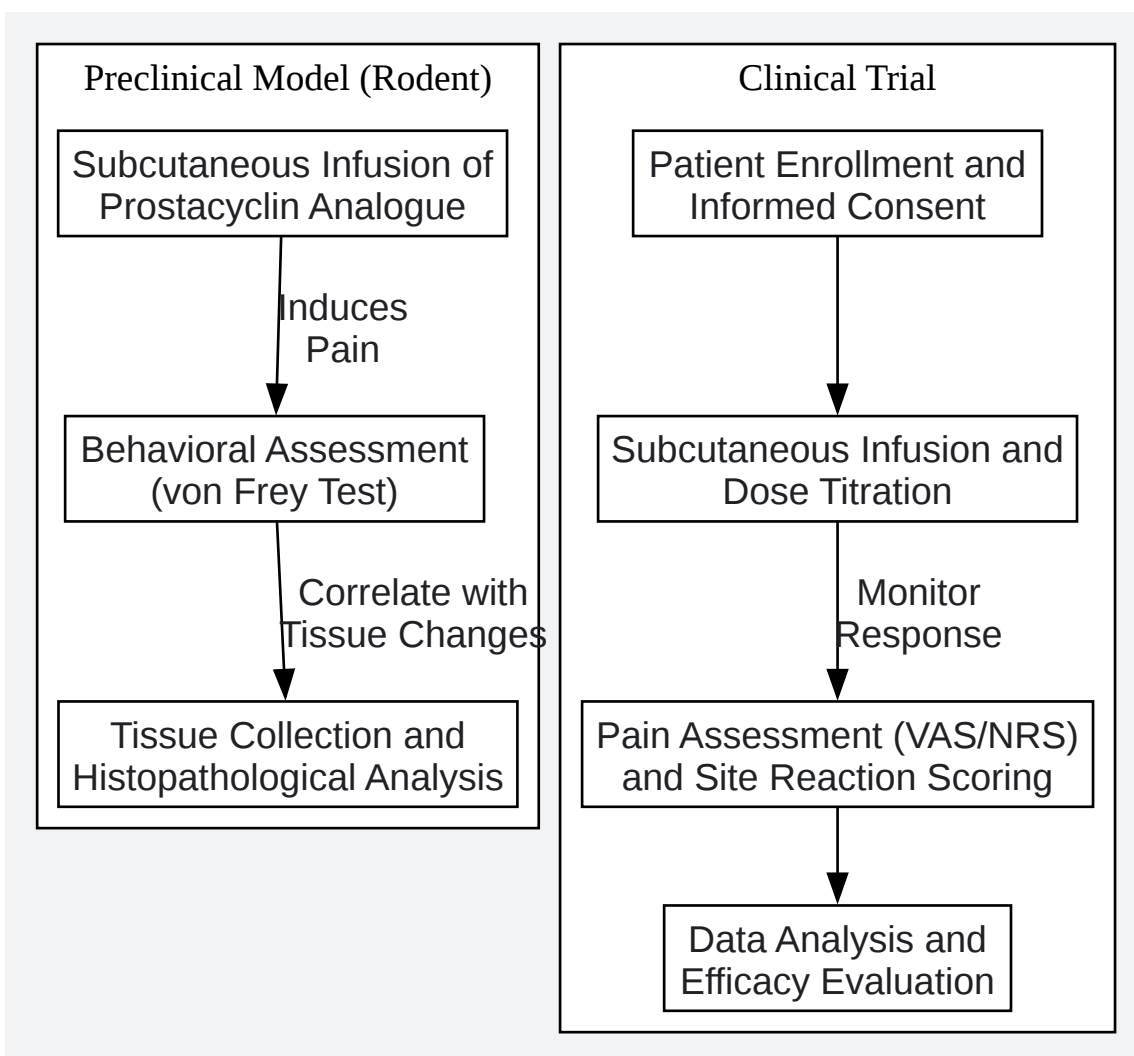 Preclinical Model (Rodent)
Subcutaneous Infusion of
Prostacyclin Analogue
Induces
Pain
Behavioral Assessment
(von Frey Test)
Correlate with
Tissue Changes
Tissue Collection and
Histopathological Analysis
Clinical Trial
Patient Enrollment and
Informed Consent
Subcutaneous Infusion and
Dose Titration
Monitor
Response
Pain Assessment (VAS/NRS)
and Site Reaction Scoring
Data Analysis and
Efficacy Evaluation